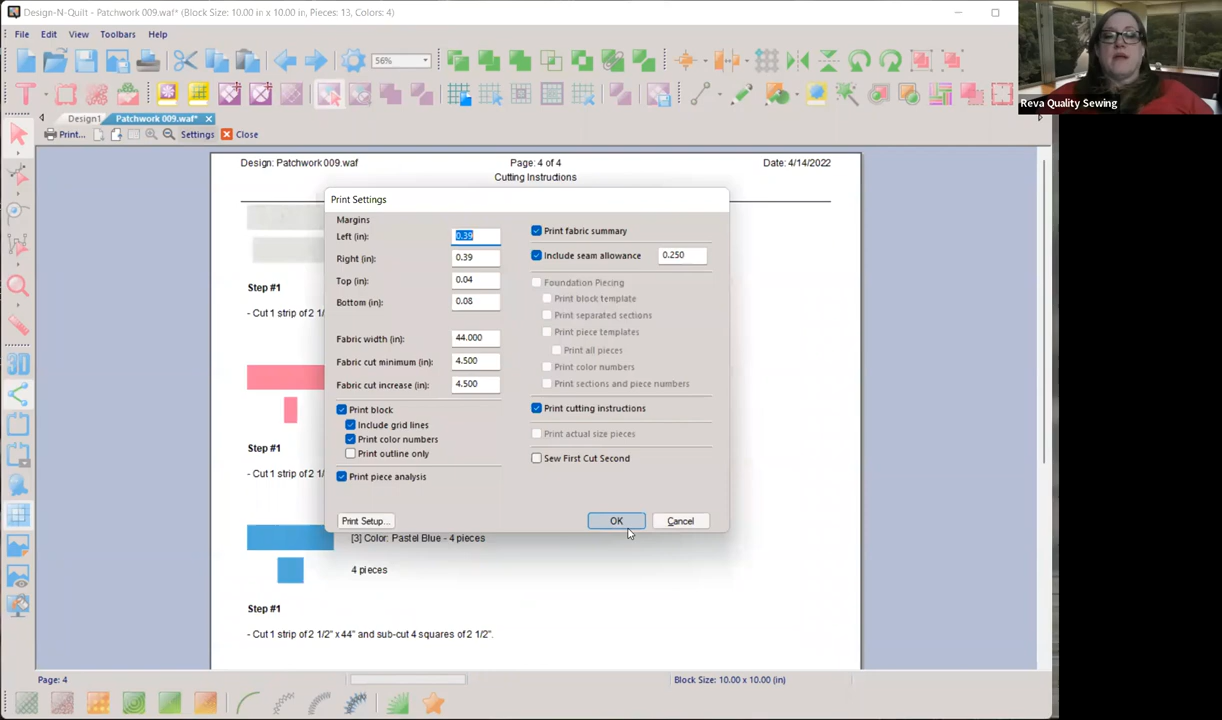 Design-N-Quilt - Patchwork 009.waf* (Block Size: 10.00 in x 10.00 in, Pieces: 13, Colors: 4)
File Edit View Toolbars Help
56%
Design1 Patchwork 009.waf*
Print... Settings Close
Reva Quality Sewing
Design: Patchwork 009.waf Page: 4 of 4 Date: 4/14/2022
Cutting Instructions
Print Settings
Margins
Left (in): 0.39
Right (in): 0.39
Top (in): 0.04
Bottom (in): 0.08
Fabric width (in): 44.000
Fabric cut minimum (in): 4.500
Fabric cut increase (in): 4.500
Print block
Include grid lines
Print color numbers
Print outline only
Print piece analysis
Print fabric summary
Include seam allowance 0.250
Foundation Piecing
Print block template
Print separated sections
Print piece templates
Print all pieces
Print color numbers
Print sections and piece numbers
Print cutting instructions
Print actual size pieces
Sew First Cut Second
Print Setup... OK Cancel
Step #1
- Cut 1 strip of 2 1/
Step #1
- Cut 1 strip of 2 1/
[3] Color: Pastel Blue - 4 pieces
4 pieces
Step #1
- Cut 1 strip of 2 1/2" x 44" and sub-cut 4 squares of 2 1/2".
3D
Page: 4 Block Size: 10.00 x 10.00 (in)